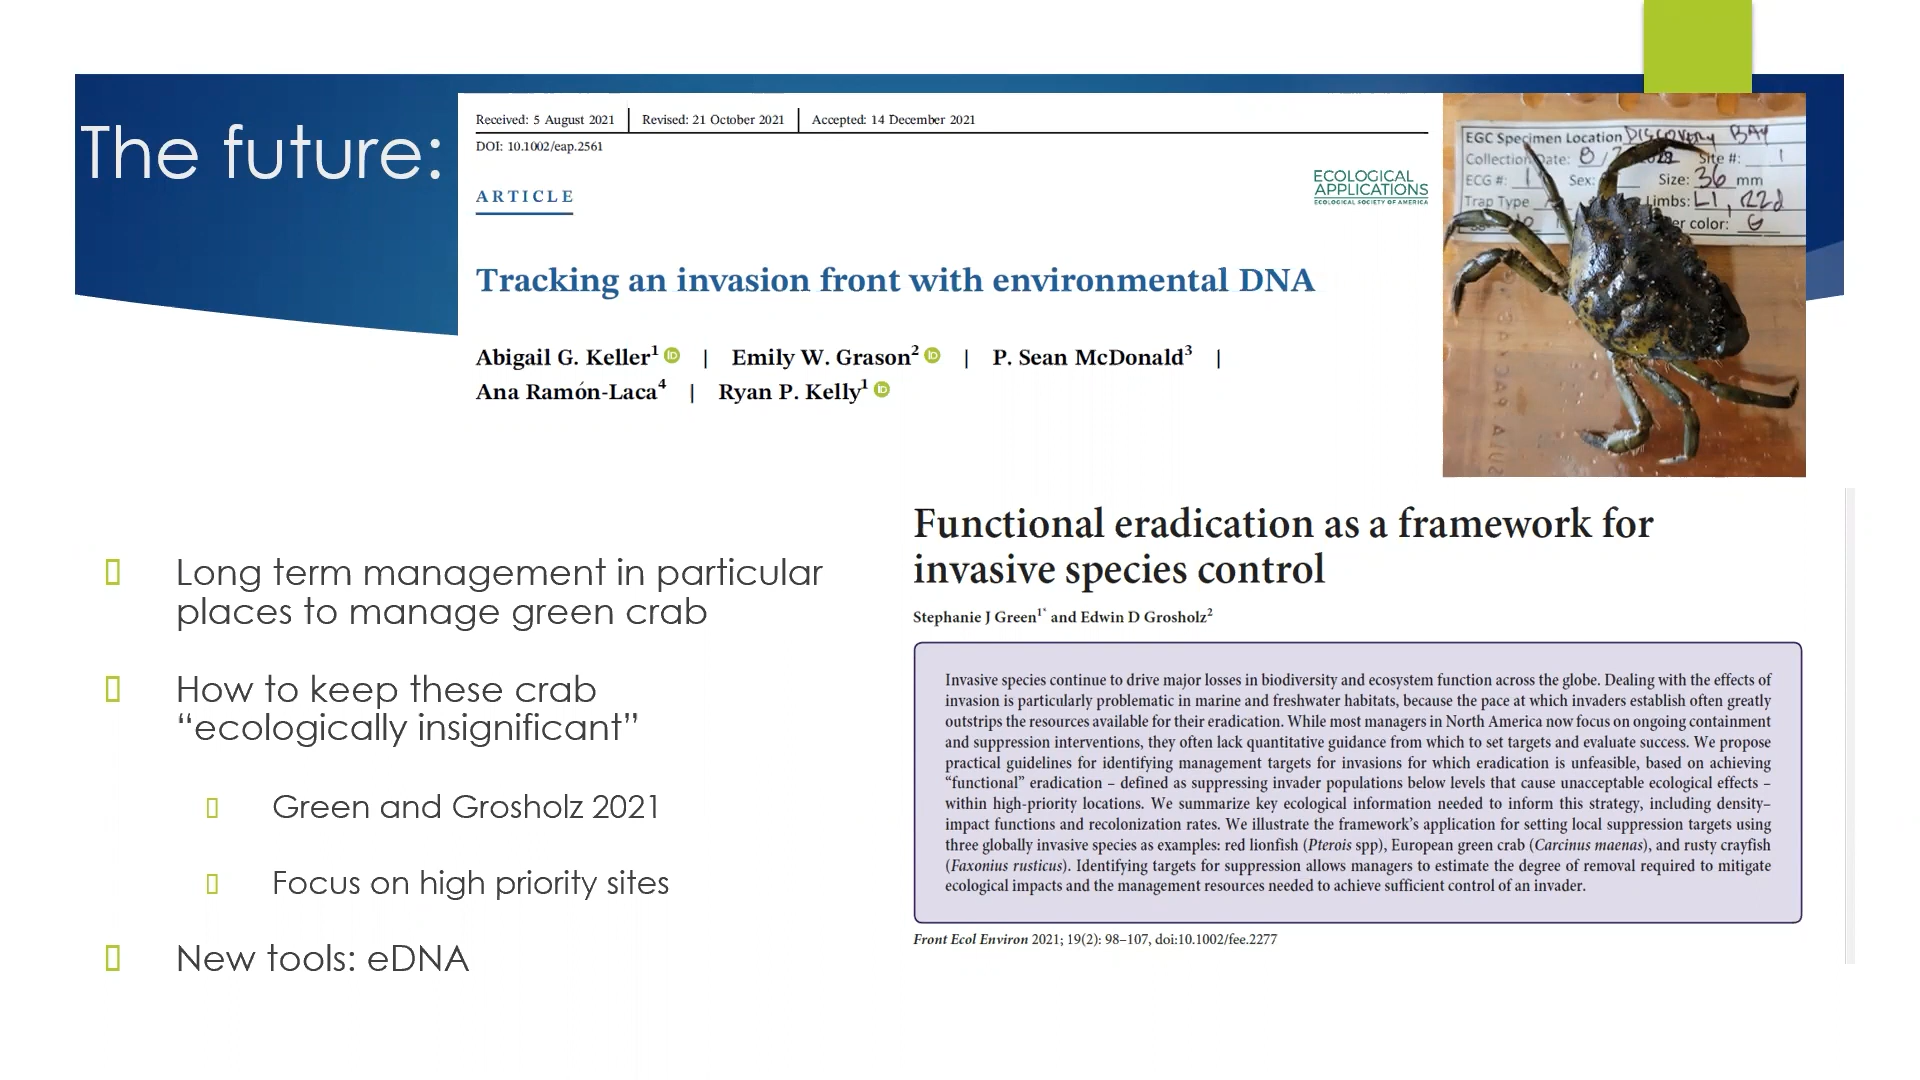 The future:
Received: 5 August 2021 | Revised: 21 October 2021 | Accepted: 14 December 2021
DOI: 10.1002/eap.2561
ARTICLE
ECOLOGICAL
APPLICATIONS
ECOLOGICAL SOCIETY OF AMERICA
Tracking an invasion front with environmental DNA
Abigail G. Keller1 iD | Emily W. Grason2 iD | P. Sean McDonald3 |
Ana Ramón-Laca4 | Ryan P. Kelly1 iD
EGC Specimen Location DISCOVERY BAY
Collection Date: 8/ Site #: 1
ECG #: 1 Sex: Size: 36 mm
Trap Type Limbs: L1, R2d
er color: G
Long term management in particular
places to manage green crab
How to keep these crab
“ecologically insignificant”
Green and Grosholz 2021
Focus on high priority sites
New tools: eDNA
Functional eradication as a framework for
invasive species control
Stephanie J Green1* and Edwin D Grosholz2
Invasive species continue to drive major losses in biodiversity and ecosystem function across the globe. Dealing with the effects of
invasion is particularly problematic in marine and freshwater habitats, because the pace at which invaders establish often greatly
outstrips the resources available for their eradication. While most managers in North America now focus on ongoing containment
and suppression interventions, they often lack quantitative guidance from which to set targets and evaluate success. We propose
practical guidelines for identifying management targets for invasions for which eradication is unfeasible, based on achieving
“functional” eradication – defined as suppressing invader populations below levels that cause unacceptable ecological effects –
within high-priority locations. We summarize key ecological information needed to inform this strategy, including density–
impact functions and recolonization rates. We illustrate the framework’s application for setting local suppression targets using
three globally invasive species as examples: red lionfish (Pterois spp), European green crab (Carcinus maenas), and rusty crayfish
(Faxonius rusticus). Identifying targets for suppression allows managers to estimate the degree of removal required to mitigate
ecological impacts and the management resources needed to achieve sufficient control of an invader.
Front Ecol Environ 2021; 19(2): 98–107, doi:10.1002/fee.2277